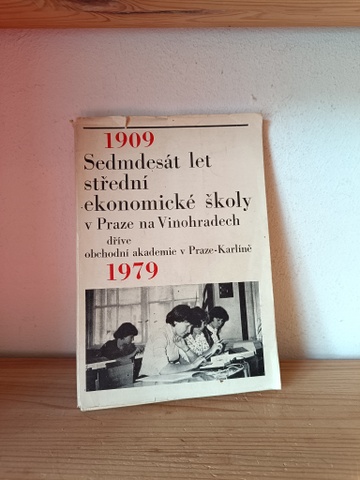 1909
Sedmdesát let
střední
ekonomické školy
v Praze na Vinohradech
dříve
obchodní akademie v Praze-Karlíně
1979